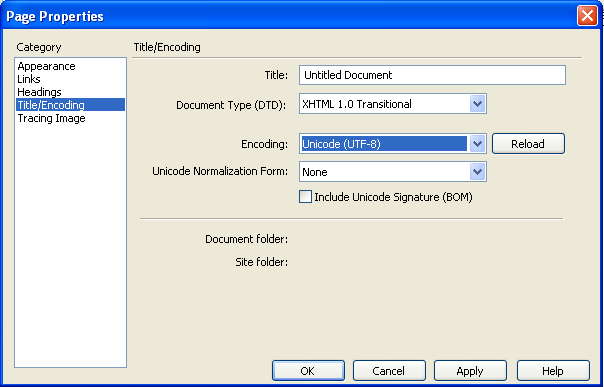 Page Properties
Category
Appearance
Links
Headings
Title/Encoding
Tracing Image
Title/Encoding
Title: Untitled Document
Document Type (DTD): XHTML 1.0 Transitional
Encoding: Unicode (UTF-8) Reload
Unicode Normalization Form: None
Include Unicode Signature (BOM)
Document folder:
Site folder:
OK Cancel Apply Help